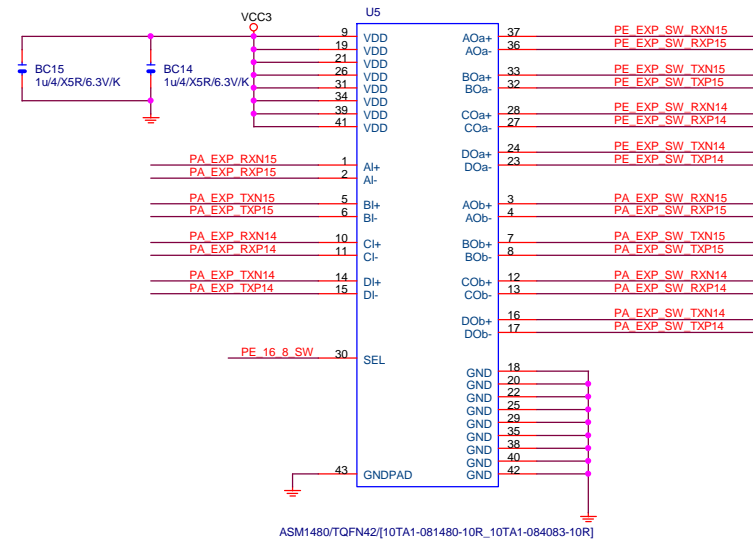 VCC3
U5
BC15
1u/4/X5R/6.3V/K
BC14
1u/4/X5R/6.3V/K
9 VDD
19 VDD
21 VDD
26 VDD
31 VDD
34 VDD
39 VDD
41 VDD
PA_EXP_RXN15 1 AI+
PA_EXP_RXP15 2 AI-
PA_EXP_TXN15 5 BI+
PA_EXP_TXP15 6 BI-
PA_EXP_RXN14 10 CI+
PA_EXP_RXP14 11 CI-
PA_EXP_TXN14 14 DI+
PA_EXP_TXP14 15 DI-
PE_16_8_SW 30 SEL
43 GNDPAD
AOa+ 37 PE_EXP_SW_RXN15
AOa- 36 PE_EXP_SW_RXP15
BOa+ 33 PE_EXP_SW_TXN15
BOa- 32 PE_EXP_SW_TXP15
COa+ 28 PE_EXP_SW_RXN14
COa- 27 PE_EXP_SW_RXP14
DOa+ 24 PE_EXP_SW_TXN14
DOa- 23 PE_EXP_SW_TXP14
AOb+ 3 PA_EXP_SW_RXN15
AOb- 4 PA_EXP_SW_RXP15
BOb+ 7 PA_EXP_SW_TXN15
BOb- 8 PA_EXP_SW_TXP15
COb+ 12 PA_EXP_SW_RXN14
COb- 13 PA_EXP_SW_RXP14
DOb+ 16 PA_EXP_SW_TXN14
DOb- 17 PA_EXP_SW_TXP14
GND 18
GND 20
GND 22
GND 25
GND 29
GND 35
GND 38
GND 40
GND 42
ASM1480/TQFN42/[10TA1-081480-10R_10TA1-084083-10R]